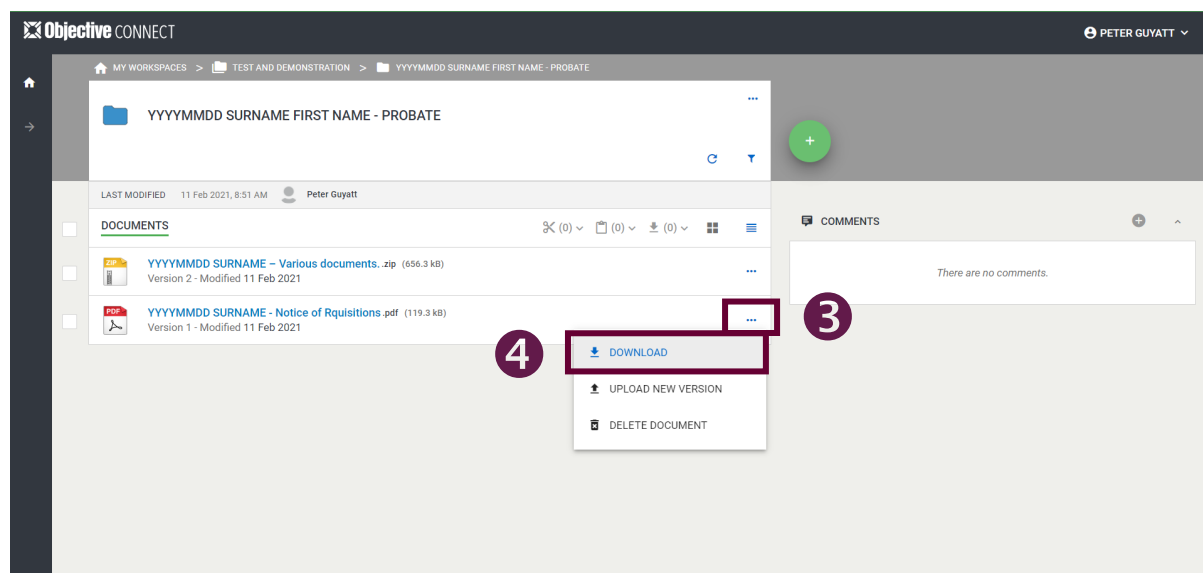 Objective CONNECT
PETER GUYATT
MY WORKSPACES > TEST AND DEMONSTRATION > YYYYMMDD SURNAME FIRST NAME - PROBATE
YYYYMMDD SURNAME FIRST NAME - PROBATE
LAST MODIFIED 11 Feb 2021, 8:51 AM Peter Guyatt
DOCUMENTS (0) (0) (0)
COMMENTS
ZIP YYYYMMDD SURNAME – Various documents. .zip (656.3 kB)
Version 2 - Modified 11 Feb 2021
There are no comments.
PDF YYYYMMDD SURNAME - Notice of Rquisitions .pdf (119.3 kB)
Version 1 - Modified 11 Feb 2021
3
4
DOWNLOAD
UPLOAD NEW VERSION
DELETE DOCUMENT